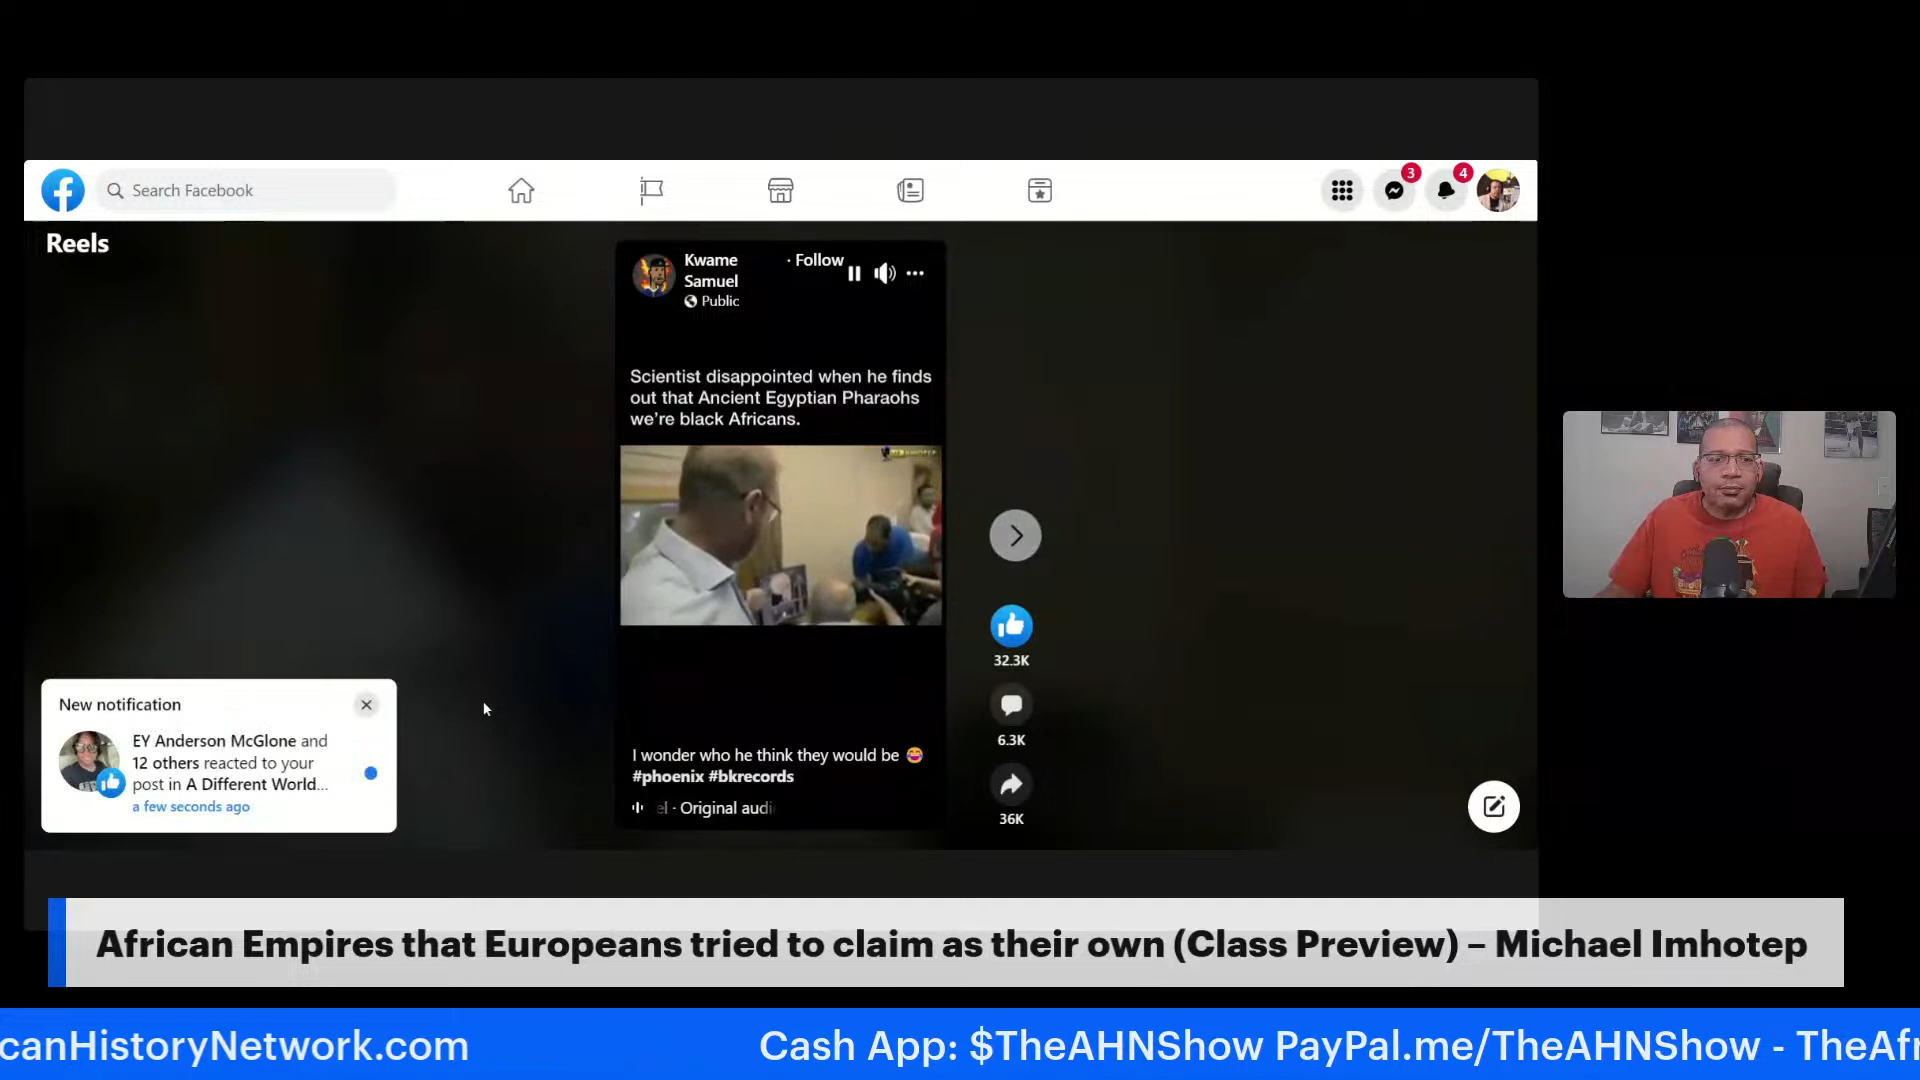 Search Facebook
3
4
Reels
Kwame
Samuel
· Follow
Public
Scientist disappointed when he finds
out that Ancient Egyptian Pharaohs
we're black Africans.
32.3K
6.3K
36K
I wonder who he think they would be 😂
#phoenix #bkrecords
el · Original audi
New notification
EY Anderson McGlone and
12 others reacted to your
post in A Different World...
a few seconds ago
African Empires that Europeans tried to claim as their own (Class Preview) – Michael Imhotep
canHistoryNetwork.com Cash App: $TheAHNShow PayPal.me/TheAHNShow - TheAfr